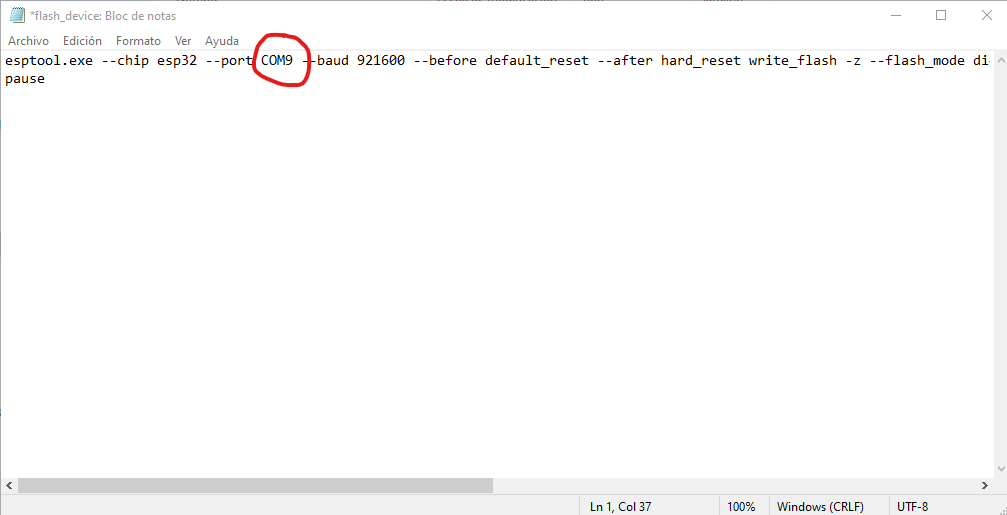 *flash_device: Bloc de notas
Archivo Edición Formato Ver Ayuda
esptool.exe --chip esp32 --port COM9 --baud 921600 --before default_reset --after hard_reset write_flash -z --flash_mode di
pause
Ln 1, Col 37 100% Windows (CRLF) UTF-8